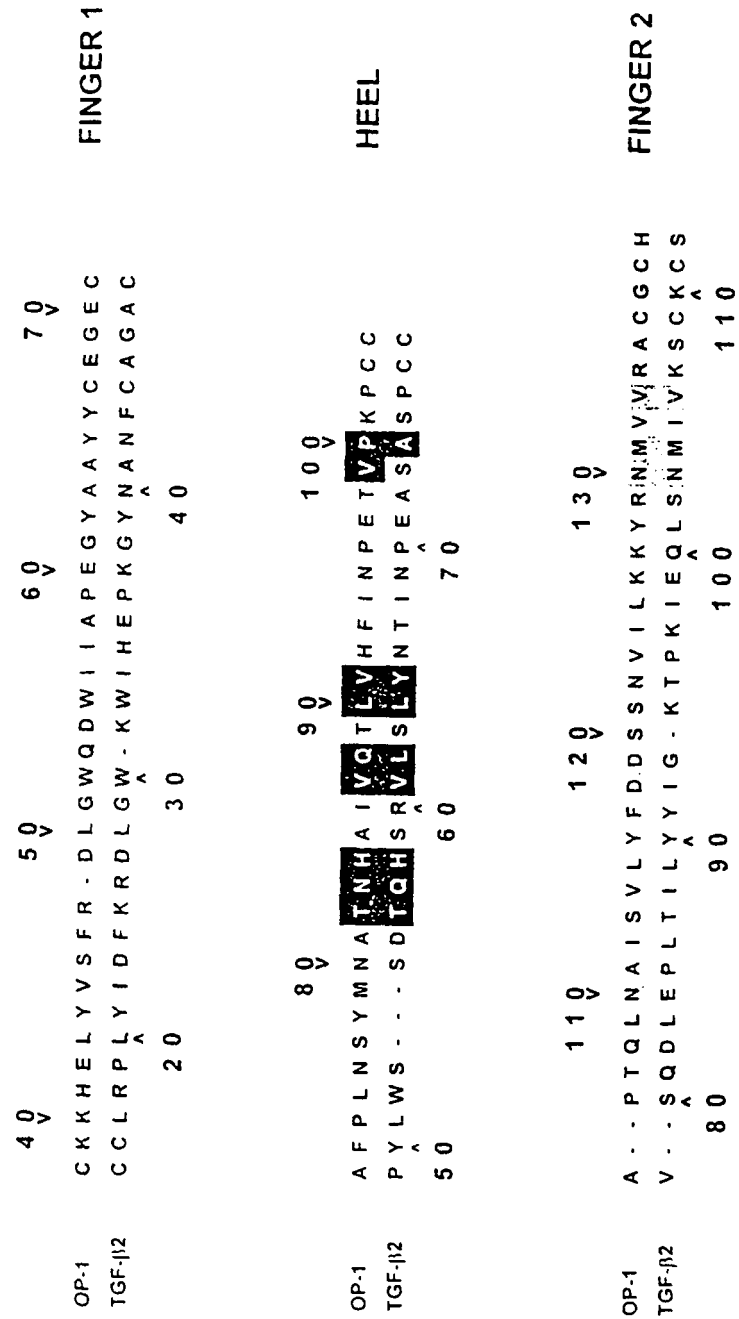 40 50 60 70
v v v v
OP-1 C K K H E L Y V S F R - D L G W Q D W I I A P E G Y A A Y Y C E G E C FINGER 1
TGF-β2 C C L R P L Y I D F K R D L G W - K W I H E P K G Y N A N F C A G A C
^ ^ ^
20 30 40
80 90 100
v v v
OP-1 A F P L N S Y M N A T N H A I V Q T L V H F I N P E T V P K P C C HEEL
TGF-β2 P Y L W S - - - S D T Q H S R V L S L Y N T I N P E A S A S P C C
^ ^ ^
50 60 70
110 120 130
v v v
OP-1 A - - P T Q L N A I S V L Y F D D S S N V I L K K Y R N M V V R A C G C H FINGER 2
TGF-β2 V - - S Q D L E P L T I L Y Y I G - K T P K I E Q L S N M I V K S C K C S
^ ^ ^ ^
80 90 100 110